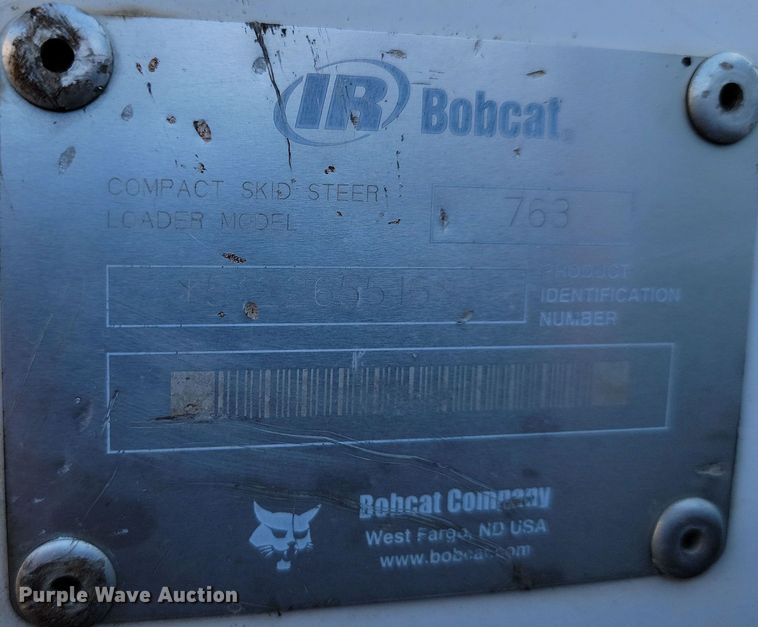 IR Bobcat
COMPACT SKID STEER
LOADER MODEL 763
PRODUCT
IDENTIFICATION
NUMBER
Bobcat Company
West Fargo, ND USA
www.bobcat.com
Purple Wave Auction